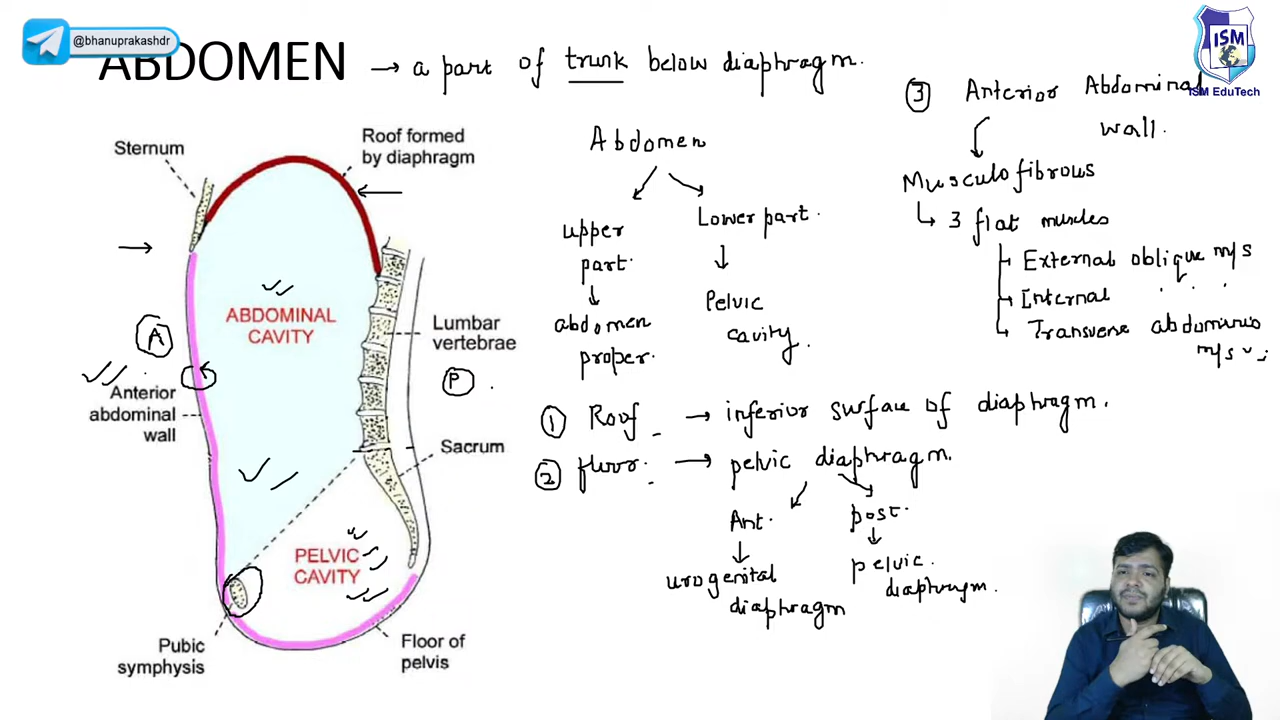 @bhanuprakashdr
ABDOMEN → a part of trunk below diaphragm.
ISM
ISM EduTech
Sternum
Roof formed
by diaphragm
ABDOMINAL
CAVITY
A
Anterior
abdominal
wall
Lumbar
vertebrae
P
Sacrum
PELVIC
CAVITY
Pubic
symphysis
Floor of
pelvis
Abdomen
upper
part.
abdomen
proper.
Lower part.
Pelvic
cavity.
① Roof → inferior surface of diaphragm.
② floor. → pelvic diaphragm.
Ant.
urogenital
diaphragm
post.
pelvic.
diaphragm.
③ Anterior Abdominal
wall.
Musculofibrous
3 flat muscles
External oblique m/s
Internal . . .
Transverse abdominis
m/s